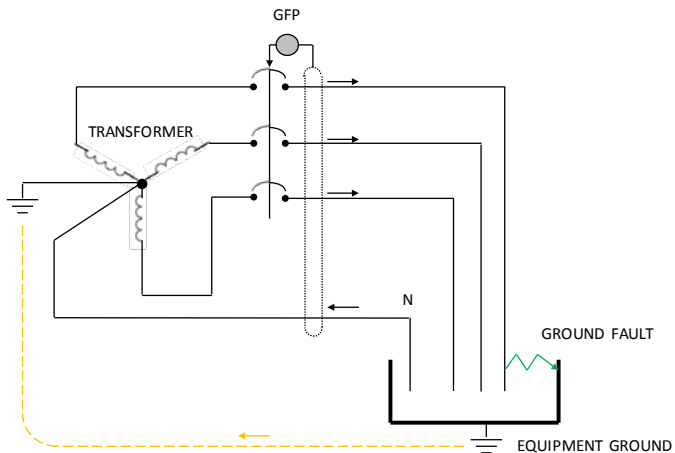 GFP
TRANSFORMER
N
GROUND FAULT
EQUIPMENT GROUND